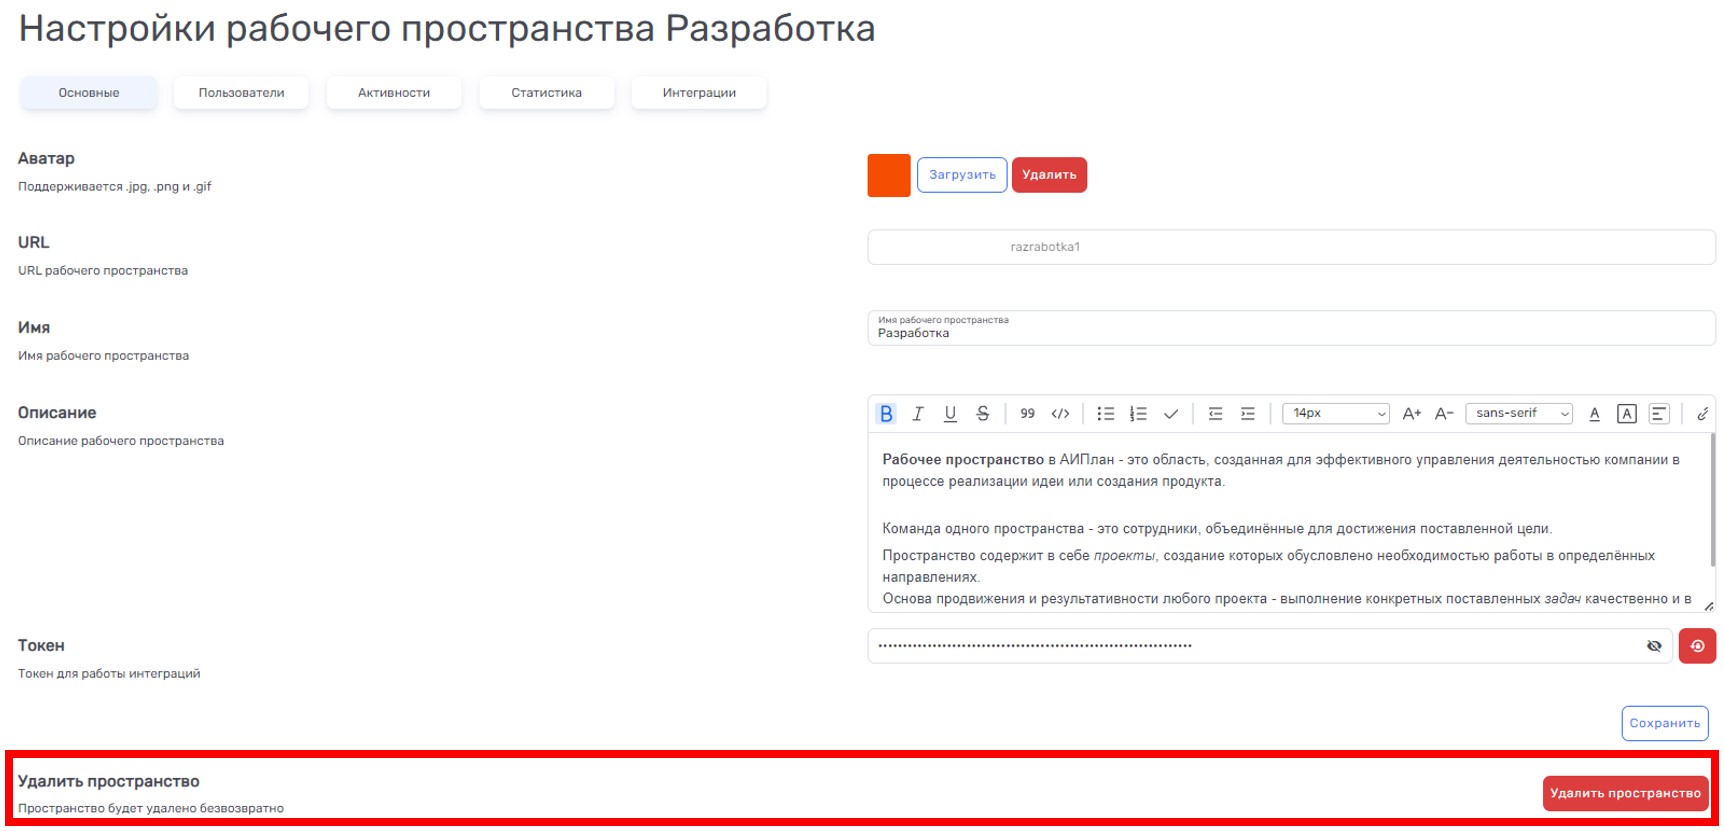 Настройки рабочего пространства Разработка
Основные Пользователи Активности Статистика Интеграции
Аватар
Поддерживается .jpg, .png и .gif
Загрузить Удалить
URL
URL рабочего пространства
razrabotka1
Имя
Имя рабочего пространства
Имя рабочего пространства
Разработка
Описание
Описание рабочего пространства
B I U S 99 </> 14px A+ A− sans-serif A A
Рабочее пространство в АИПлан - это область, созданная для эффективного управления деятельностью компании в
процессе реализации идеи или создания продукта.
Команда одного пространства - это сотрудники, объединённые для достижения поставленной цели.
Пространство содержит в себе проекты, создание которых обусловлено необходимостью работы в определённых
направлениях.
Основа продвижения и результативности любого проекта - выполнение конкретных поставленных задач качественно и в
Токен
Токен для работы интеграций
Сохранить
Удалить пространство
Пространство будет удалено безвозвратно
Удалить пространство